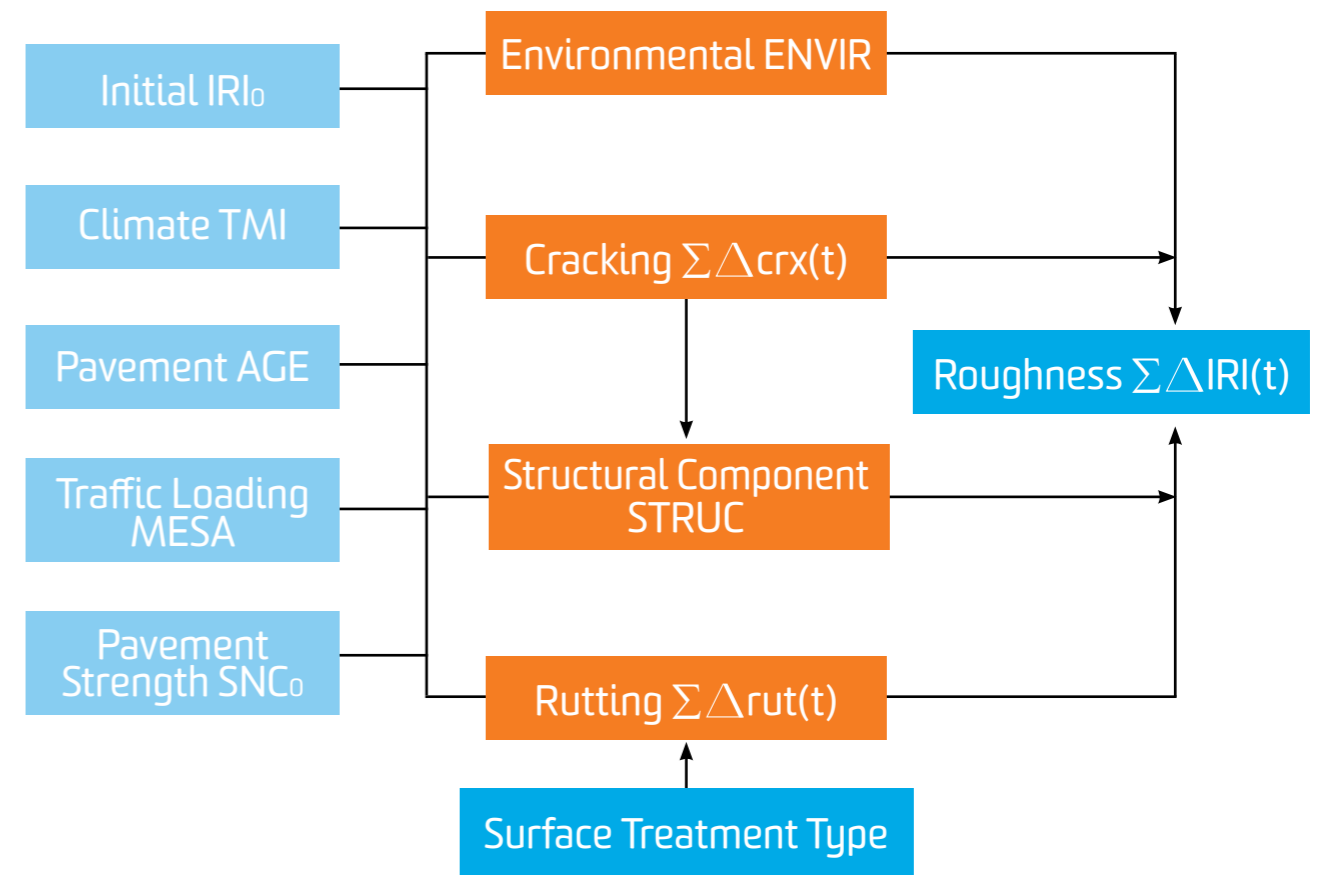 Initial IRI₀
Climate TMI
Pavement AGE
Traffic Loading
MESA
Pavement
Strength SNC₀
Environmental ENVIR
Cracking ∑△crx(t)
Structural Component
STRUC
Rutting ∑△rut(t)
Surface Treatment Type
Roughness ∑△IRI(t)